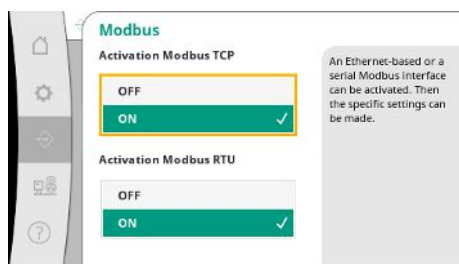 Modbus
Activation Modbus TCP
OFF
ON
Activation Modbus RTU
OFF
ON
An Ethernet-based or a
serial Modbus interface
can be activated. Then
the specific settings can
be made.
?